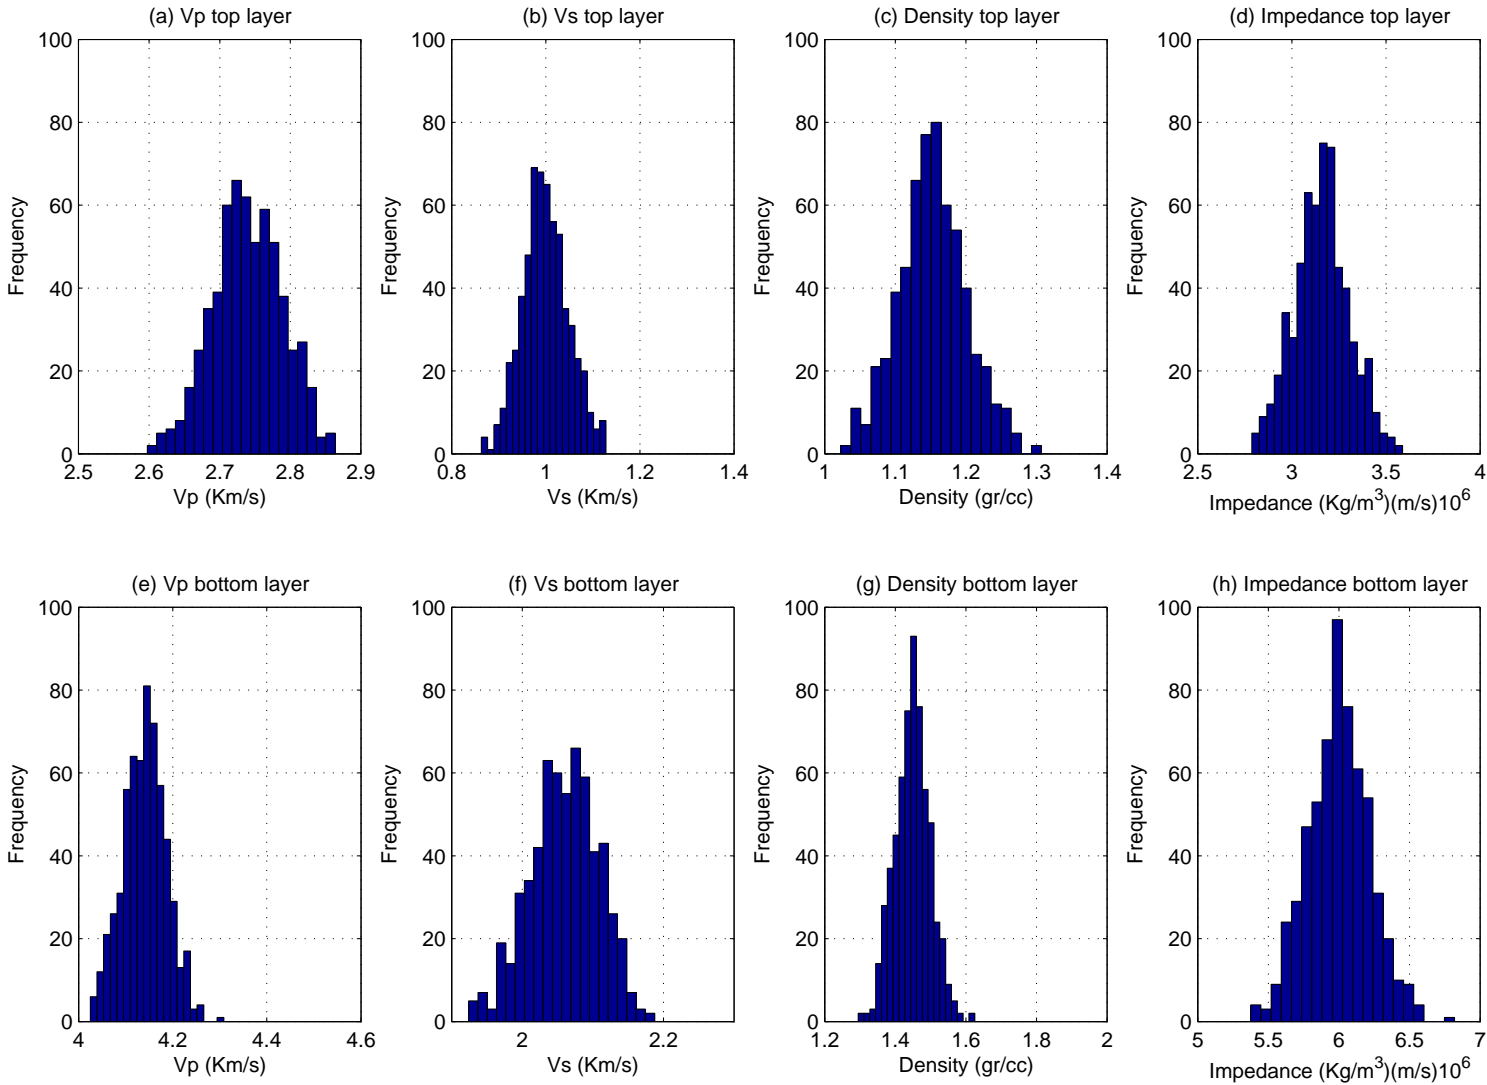 (a) Vp top layer
100
80
60
40
20
0
2.5 2.6 2.7 2.8 2.9
Frequency
Vp (Km/s)
(b) Vs top layer
100
80
60
40
20
0
0.8 1 1.2 1.4
Frequency
Vs (Km/s)
(c) Density top layer
100
80
60
40
20
0
1 1.1 1.2 1.3 1.4
Frequency
Density (gr/cc)
(d) Impedance top layer
100
80
60
40
20
0
2.5 3 3.5 4
Frequency
Impedance (Kg/m³)(m/s)10⁶
(e) Vp bottom layer
100
80
60
40
20
0
4 4.2 4.4 4.6
Frequency
Vp (Km/s)
(f) Vs bottom layer
100
80
60
40
20
0
2 2.2
Frequency
Vs (Km/s)
(g) Density bottom layer
100
80
60
40
20
0
1.2 1.4 1.6 1.8 2
Frequency
Density (gr/cc)
(h) Impedance bottom layer
100
80
60
40
20
0
5 5.5 6 6.5 7
Frequency
Impedance (Kg/m³)(m/s)10⁶